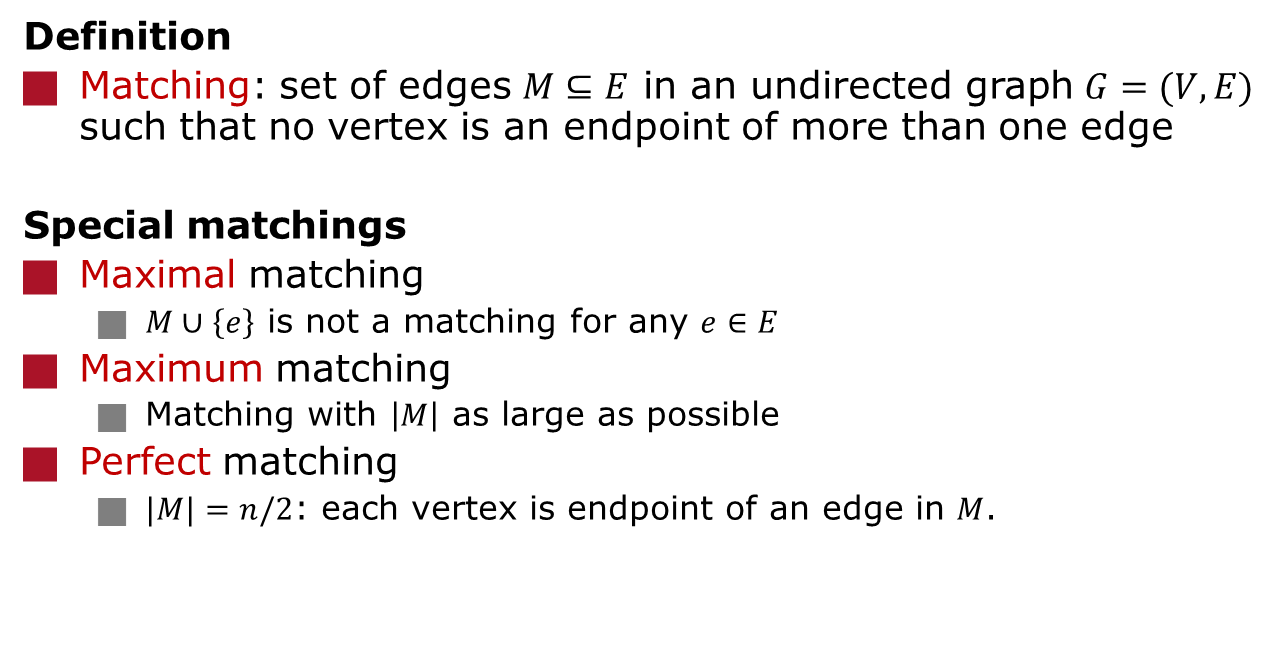 Definition
Matching: set of edges M ⊆ E in an undirected graph G = (V, E)
such that no vertex is an endpoint of more than one edge
Special matchings
Maximal matching
M ∪ {e} is not a matching for any e ∈ E
Maximum matching
Matching with |M| as large as possible
Perfect matching
|M| = n/2: each vertex is endpoint of an edge in M.